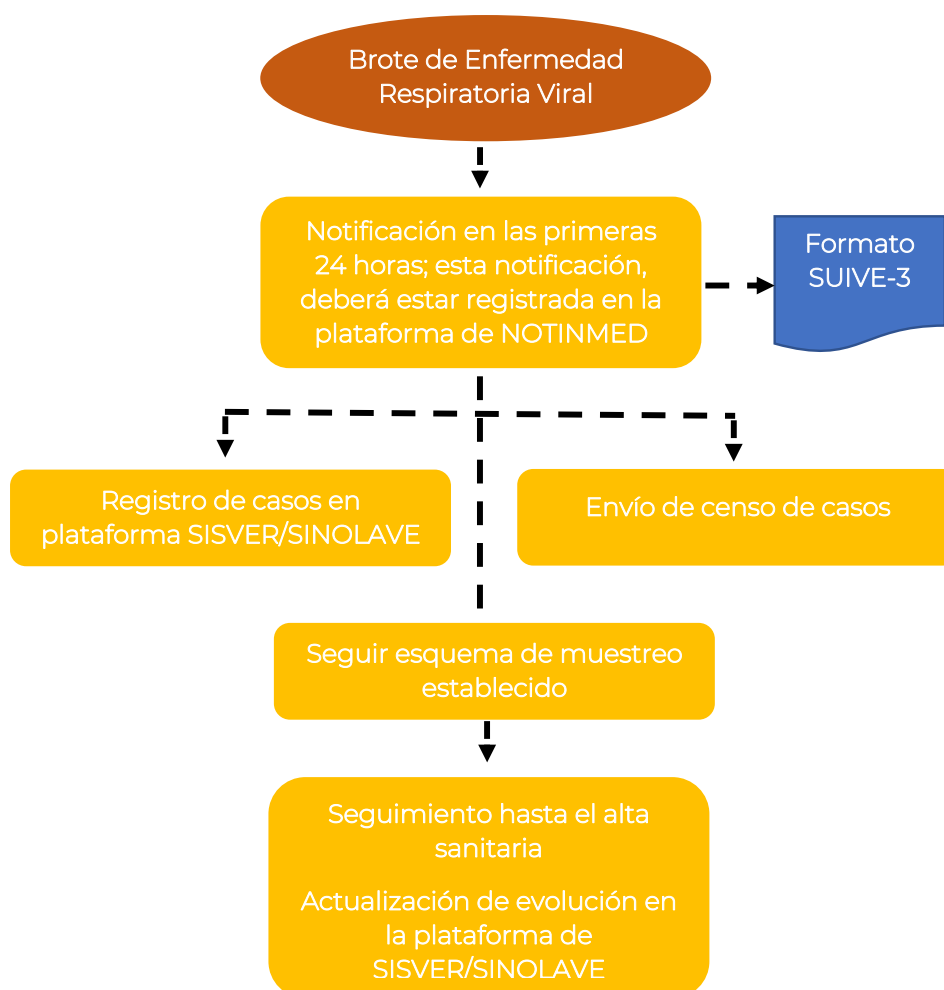 Brote de Enfermedad
Respiratoria Viral
Notificación en las primeras
24 horas; esta notificación,
deberá estar registrada en la
plataforma de NOTINMED
Formato
SUIVE-3
Registro de casos en
plataforma SISVER/SINOLAVE
Envío de censo de casos
Seguir esquema de muestreo
establecido
Seguimiento hasta el alta
sanitaria
Actualización de evolución en
la plataforma de
SISVER/SINOLAVE